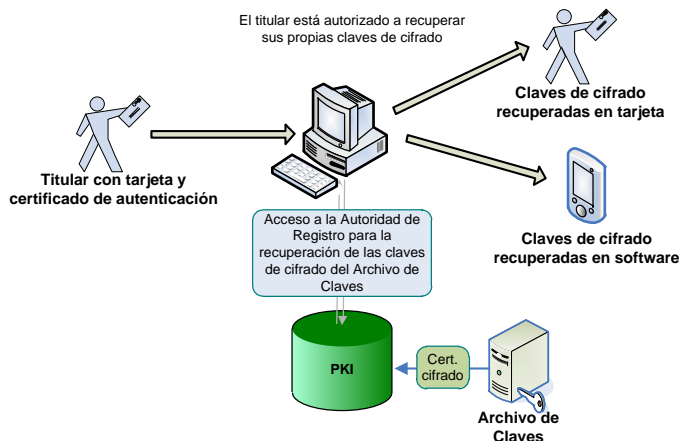 El titular está autorizado a recuperar
sus propias claves de cifrado
Claves de cifrado
recuperadas en tarjeta
Titular con tarjeta y
certificado de autenticación
Acceso a la Autoridad de
Registro para la
recuperación de las claves
de cifrado del Archivo de
Claves
Claves de cifrado
recuperadas en software
PKI
Cert.
cifrado
Archivo de
Claves